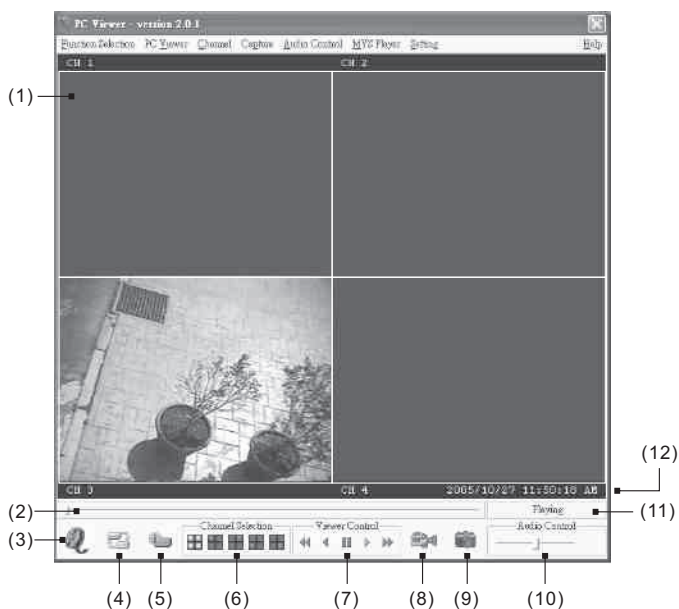 PC Viewer - version 2.0.1
Function Selection PC Viewer Channel Capture Audio Control MVS Player Setting Help
CH 1 CH 2
(1)
CH 3 CH 4 2005/10/27 11:50:18 AM
(12)
(2) Playing (11)
(3) Channel Selection Viewer Control Audio Control
(4) (5) (6) (7) (8) (9) (10)